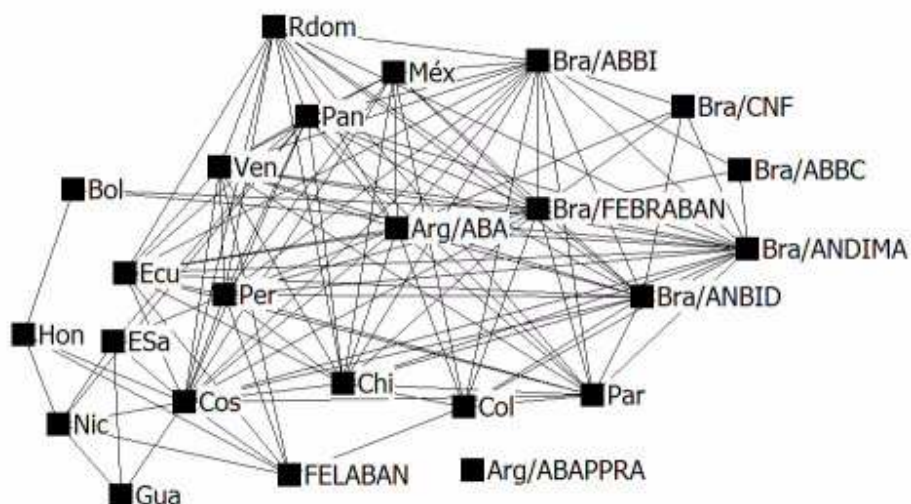 Rdom
Bra/ABBI
Méx
Bra/CNF
Pan
Ven
Bra/ABBC
Bol
Bra/FEBRABAN
Arg/ABA
Bra/ANDIMA
Ecu
Per
Bra/ANBID
Hon
ESa
Chi
Par
Cos
Col
Nic
FELABAN
Arg/ABAPPRA
Gua